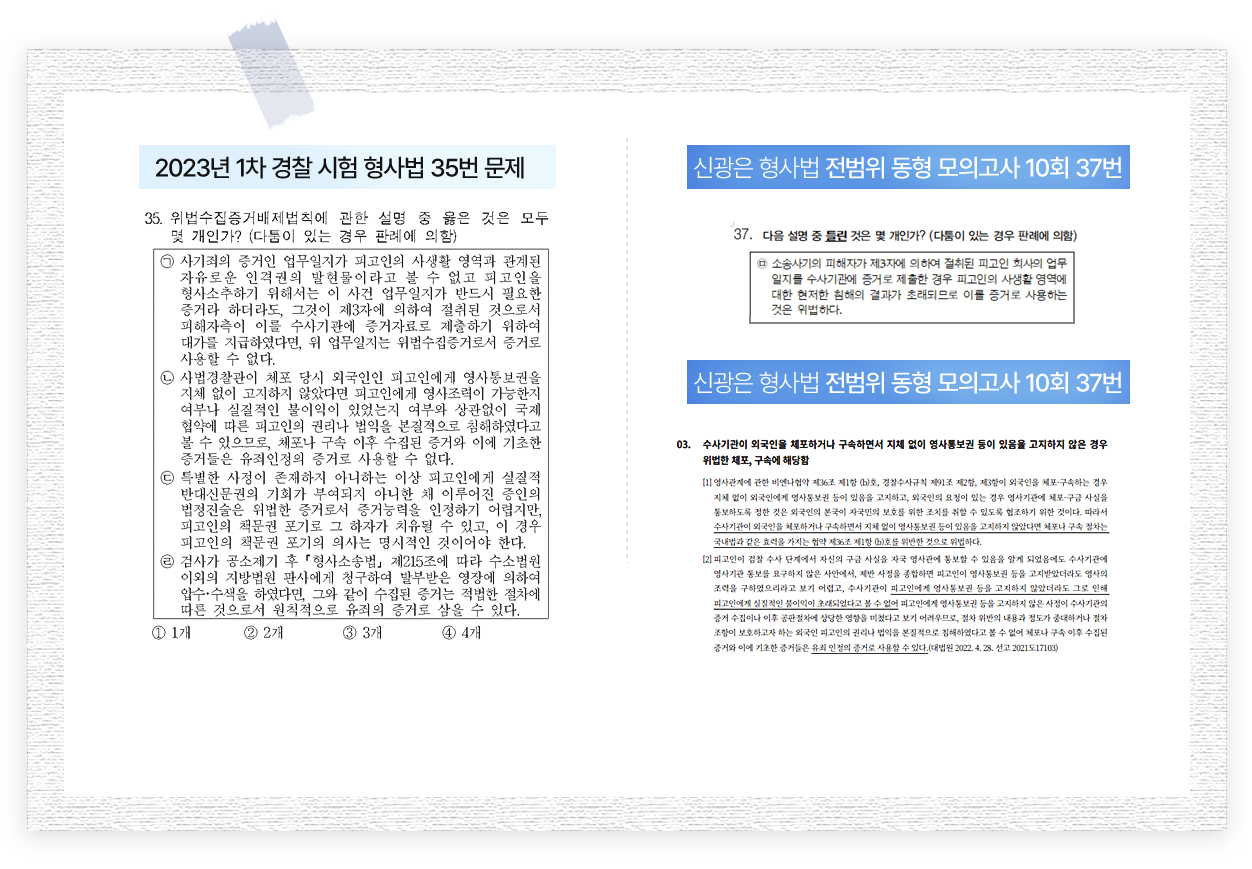 2023년 1차 경찰 시험 형사법 35번 문제
35. 위법수집증거배제법칙에 관한 설명 중 옳은 것은 모두
몇 개인가? (다툼이 있는 경우 판례에 의함)
㉠ 사기죄의 증거인 업무일지가 피고인의 사생활 영역과 관계된
자유로운 인격권의 발현물이라고 볼 수 없고 피고인을
형사소추하기 위해서는 이 사건 업무일지가 반드시 필요한
증거라 하더라도, 그것이 제3자에 의하여 절취된 것으로서
피해자측이 이를 수사기관에 증거자료로 제출하기 위하여
대가를 지급하였다면, 위 업무일지는 위법수집증거로서 증거로
사용할 수 없다.
㉡ 사법경찰관이 체포 당시 외국인인 피고인에게 영사통보권을
지체 없이 고지하지 않았다면 피고인에게 영사조력이 가능한지
여부나 실질적인 불이익이 있었는지 여부와 상관없이 국제
협약에 따른 피고인의 권리나 법익을 본질적으로 침해하였다고
볼 수 있으므로, 체포나 구속 이후 수집된 증거와 이에 기초한
증거들은 유죄인정의 증거로 사용할 수 없다.
㉢ 특별한 사정이 존재하지 아니하는 이상 피고인에게 실질적
반대신문권의 기회가 부여되지 아니한 채 이루어진 증인의
법정진술은 위법한 증거로서 증거능력을 인정하기 어렵지만,
피고인의 책문권 포기로 그 하자가 치유될 수 있고, 이 경우
피고인의 책문권 포기의 의사는 명시적인 것이어야 한다.
㉣ 검사가 공소제기 후 『형사소송법』 제215조에 따라 수소법원
이외의 지방법원 판사에게 청구하여 발부받은 영장에 의하여
압수·수색을 하였다면, 그와 같이 수집된 증거는 적법한 절차에
따른 것으로서 원칙적으로 유죄의 증거로 삼을 수 있다.
① 1개 ② 2개 ③ 3개 ④ 4개
신광은 형사법 전범위 동형 모의고사 10회 37번
37. 다음 설명 중 틀린 것은 몇 개인가? (다툼이 있는 경우 판례에 의함)
㉤ 소송사기의 피해자가 제3자에 의하여 절취된 피고인 회사의 업무
일지를 수사기관에 증거로 제출한 경우 피고인의 사생활 영역에
대한 현저한 침해의 결과가 초래되므로 이를 증거로 사용하는
것은 위법하다.
신광은 형사법 전범위 동형 모의고사 10회 37번
03. 수사기관이 외국인을 체포하거나 구속하면서 지체 없이 영사통보권 등이 있음을 고지하지 않은 경우
위법한 체포, 구속에 해당함
[1] 영사관계에 관한 비엔나협약 제36조 제1항 (b)호, 경찰수사규칙 제91조 제2항, 제3항이 외국인을 체포·구속하는 경우
지체 없이 외국인에게 영사통보권 등이 있음을 고지하고, 외국인의 요청이 있는 경우 영사기관에 체포·구금 사실을
통보하도록 정한 것은 외국인의 본국이 자국민의 보호를 위한 조치를 취할 수 있도록 협조하기 위한 것이다. 따라서
수사기관이 외국인을 체포하거나 구속하면서 지체 없이 영사통보권 등이 있음을 고지하지 않았다면 체포나 구속 절차는
국내법과 같은 효력을 가지는 협약 제36조 제1항 (b)호를 위반한 것으로 위법하다.
[2] 피고인이 검찰 수사 단계에서 자신의 구금 사실을 자국 영사관에 통보할 수 있음을 알게 되었음에도 수사기관에
영사기관 통보를 요구하지 않은 사안에서, 제반 사정을 종합하면 피고인이 영사통보권 등을 고지받았더라도 영사의
조력을 구하였으리라고 보기 어렵고, 수사기관이 피고인에게 영사통보권 등을 고지하지 않았더라도 그로 인해
피고인에게 실질적인 불이익이 초래되었다고 볼 수 없어 피고인에게 영사통보권 등을 고지하지 않은 사정이 수사기관의
증거 수집이나 이후 공판절차에 상당한 영향을 미쳤다고 보기 어려우므로, 절차 위반의 내용과 정도가 중대하거나 절차
조항이 보호하고자 하는 외국인 피고인의 권리나 법익을 본질적으로 침해하였다고 볼 수 없어 체포나 구속 이후 수집된
증거와 이에 기초한 증거들은 유죄 인정의 증거로 사용할 수 있다.(대법원 2022. 4. 28. 선고 2021도17103)